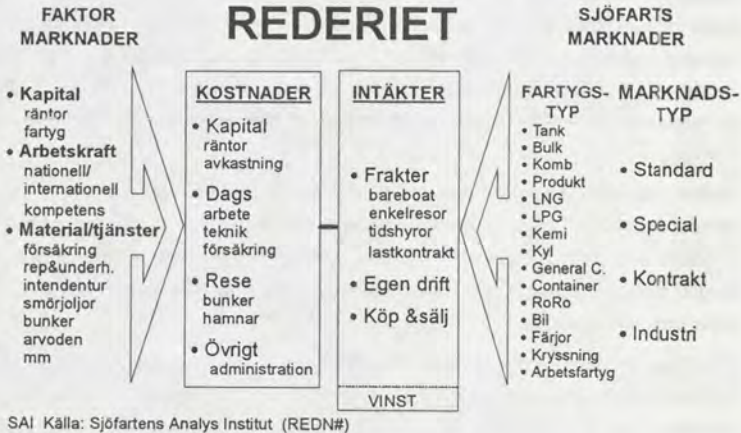 FAKTOR
MARKNADER
REDERIET
SJÖFARTS
MARKNADER
• Kapital
räntor
fartyg
• Arbetskraft
nationell/
internationell
kompetens
• Material/tjänster
försäkring
rep&underh.
intendentur
smörjoljor
bunker
arvoden
mm
KOSTNADER
• Kapital
räntor
avkastning
• Dags
arbete
teknik
försäkring
• Rese
bunker
hamnar
• Övrigt
administration
INTÄKTER
• Frakter
bareboat
enkelresor
tidshyror
lastkontrakt
• Egen drift
• Köp &sälj
VINST
FARTYGS-
TYP
• Tank
• Bulk
• Komb
• Produkt
• LNG
• LPG
• Kemi
• Kyl
• General C.
• Container
• RoRo
• Bil
• Färjor
• Kryssning
• Arbetsfartyg
MARKNADS-
TYP
• Standard
• Special
• Kontrakt
• Industri
SAI Källa: Sjöfartens Analys Institut (REDN#)